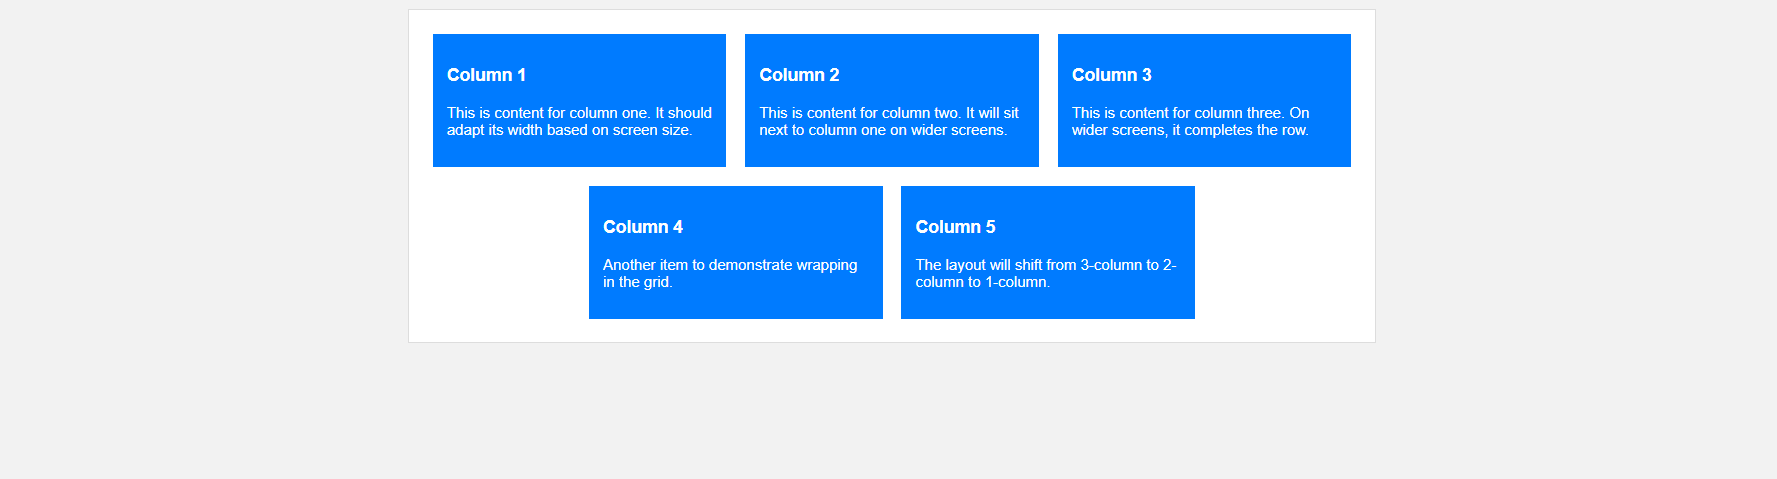 Column 1
This is content for column one. It should
adapt its width based on screen size.
Column 2
This is content for column two. It will sit
next to column one on wider screens.
Column 3
This is content for column three. On
wider screens, it completes the row.
Column 4
Another item to demonstrate wrapping
in the grid.
Column 5
The layout will shift from 3-column to 2-
column to 1-column.